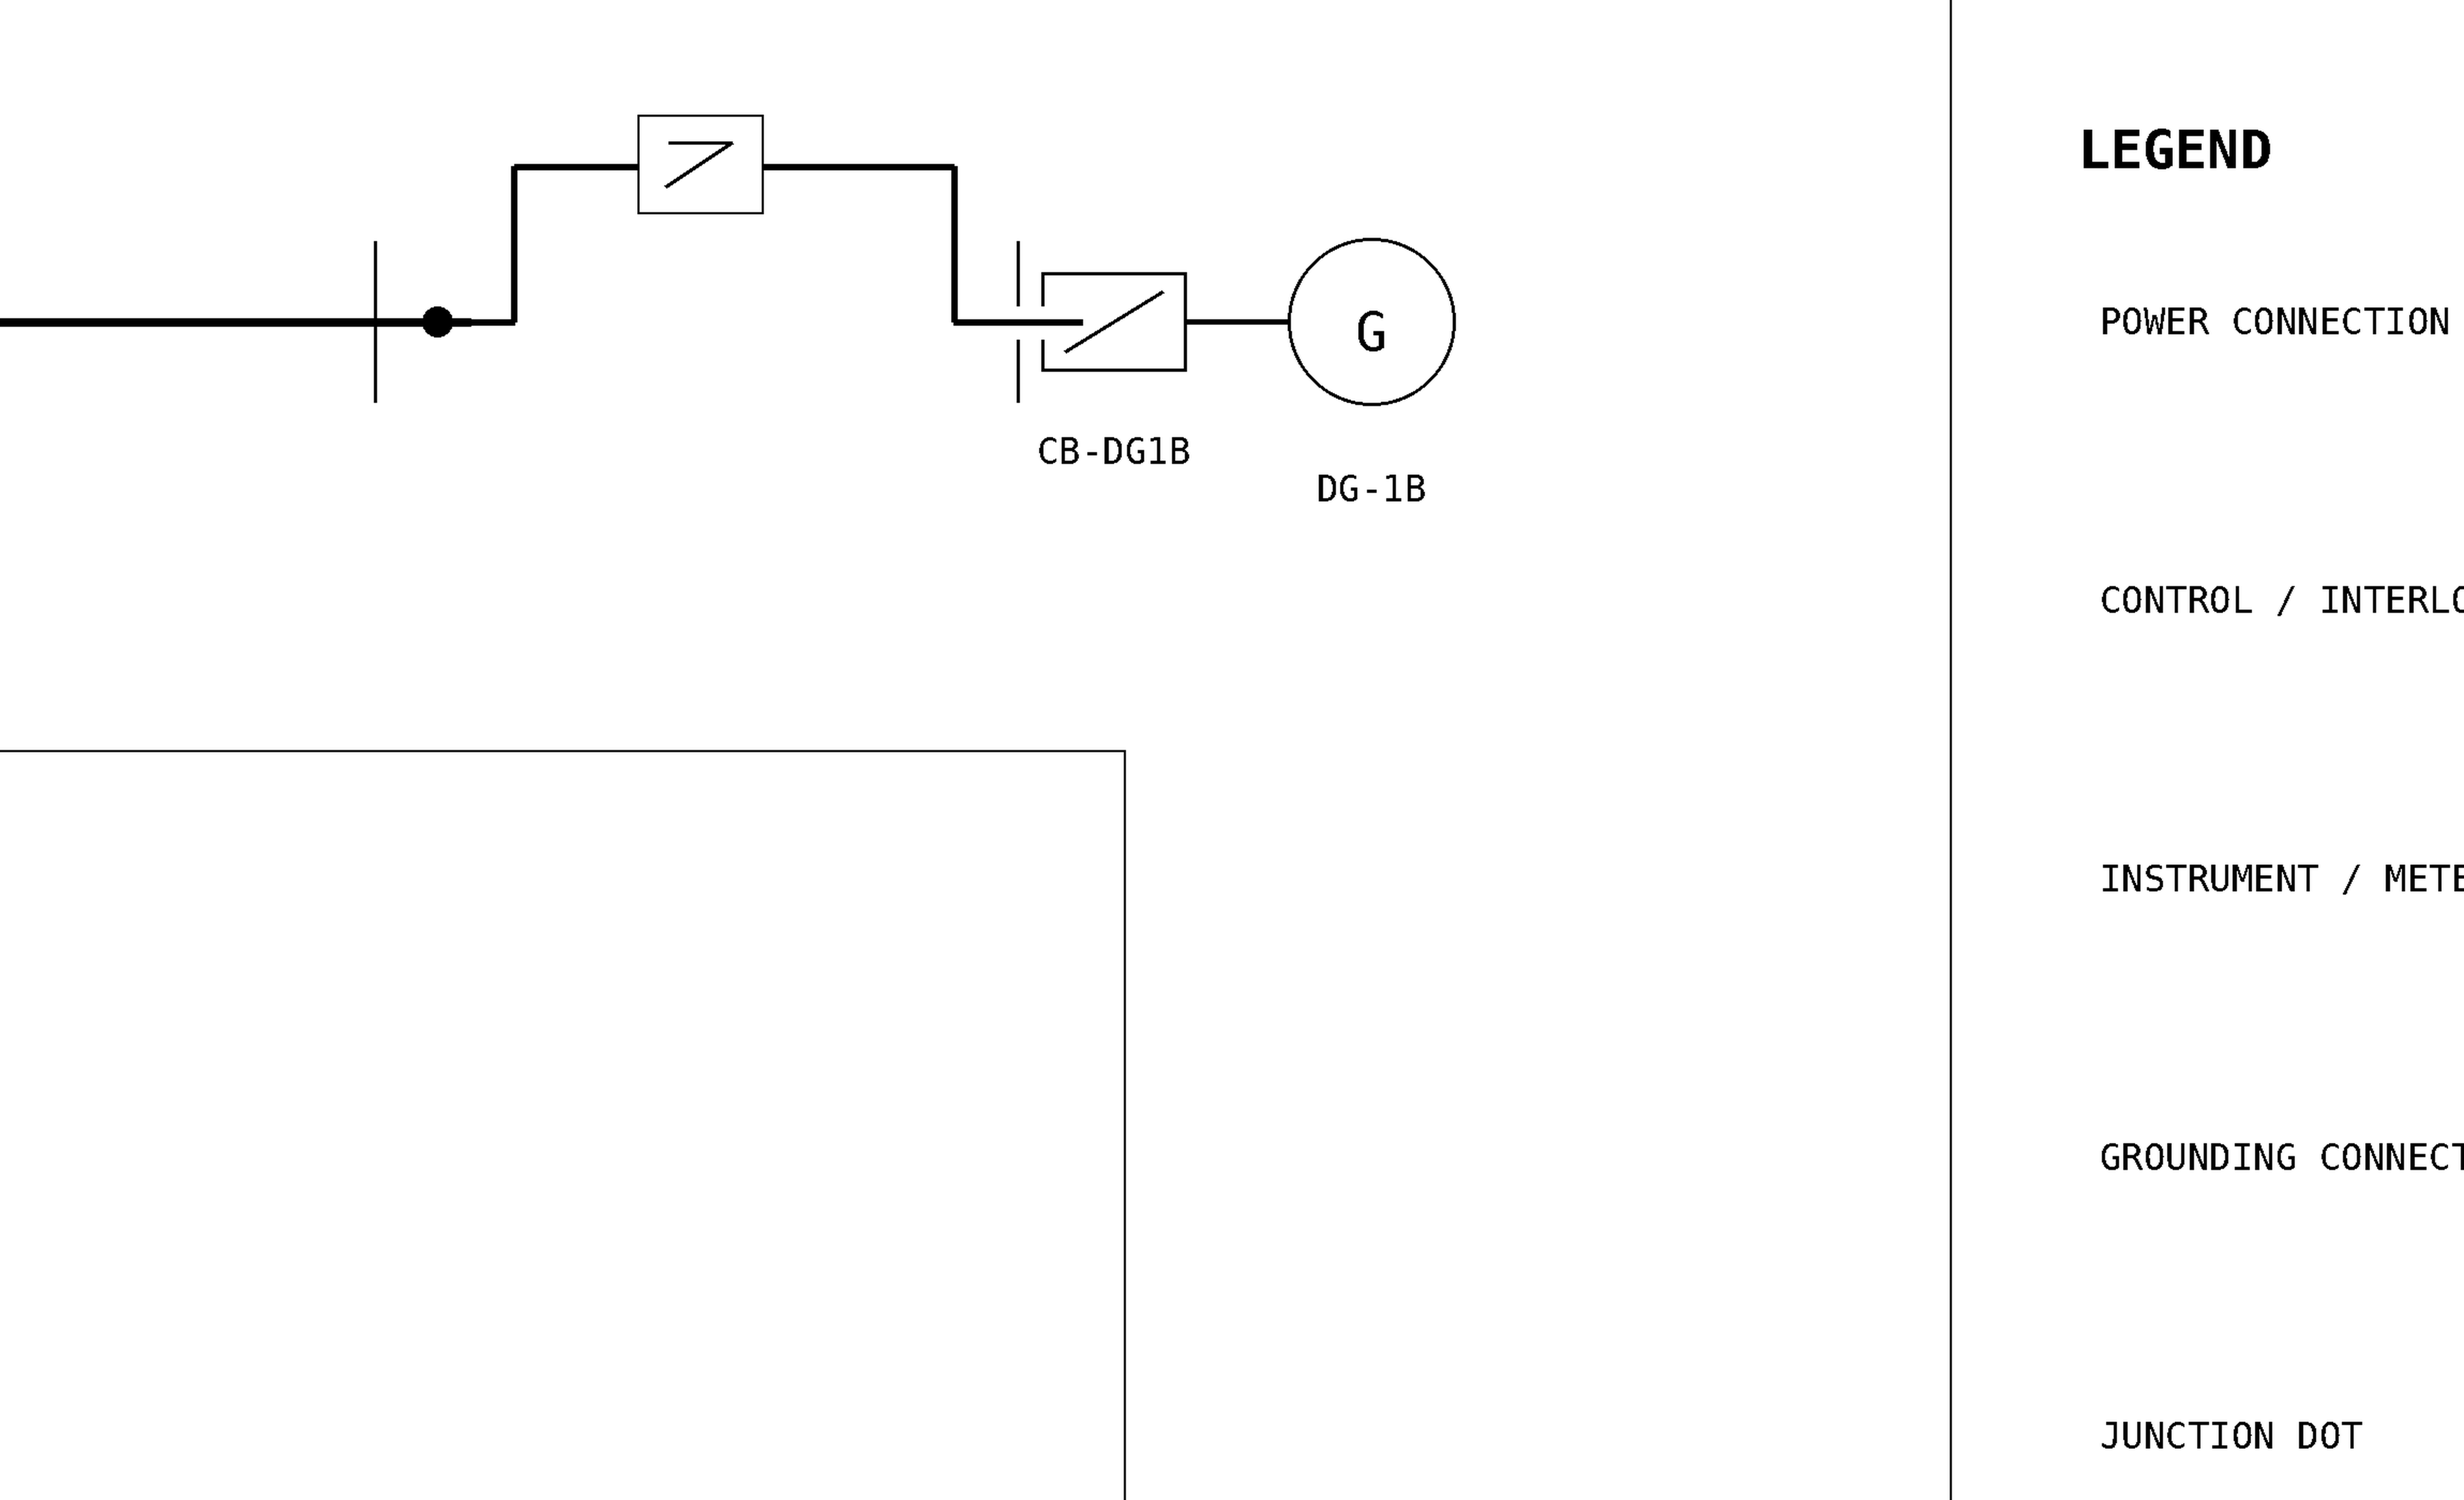 G
CB-DG1B
DG-1B
LEGEND
POWER CONNECTION
CONTROL / INTERLO
INSTRUMENT / METE
GROUNDING CONNECT
JUNCTION DOT